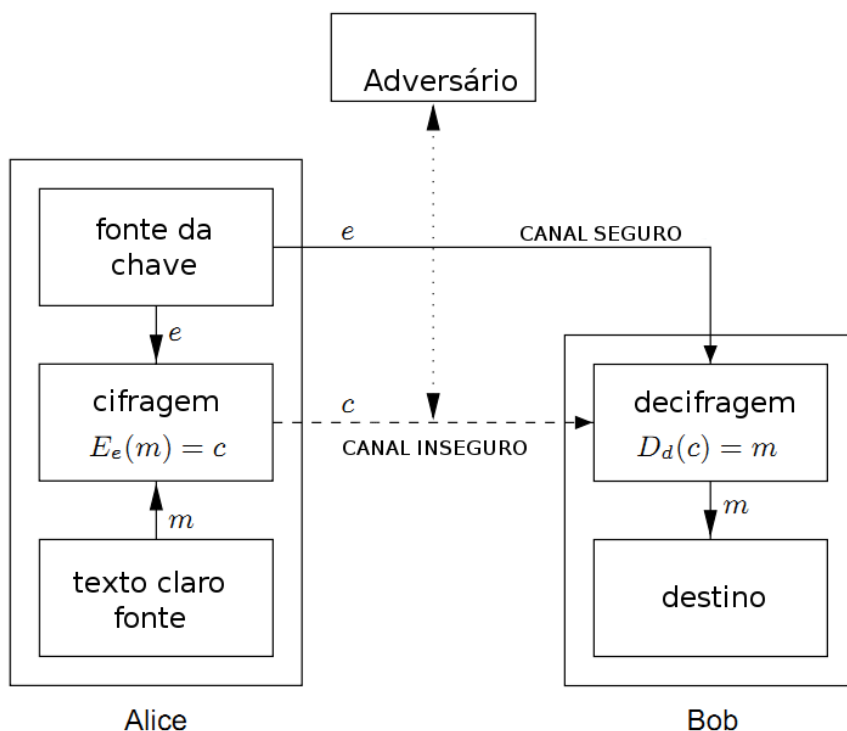 Adversário
fonte da
chave
e
CANAL SEGURO
e
cifragem
E_e(m) = c
c
CANAL INSEGURO
decifragem
D_d(c) = m
m
m
texto claro
fonte
destino
Alice
Bob